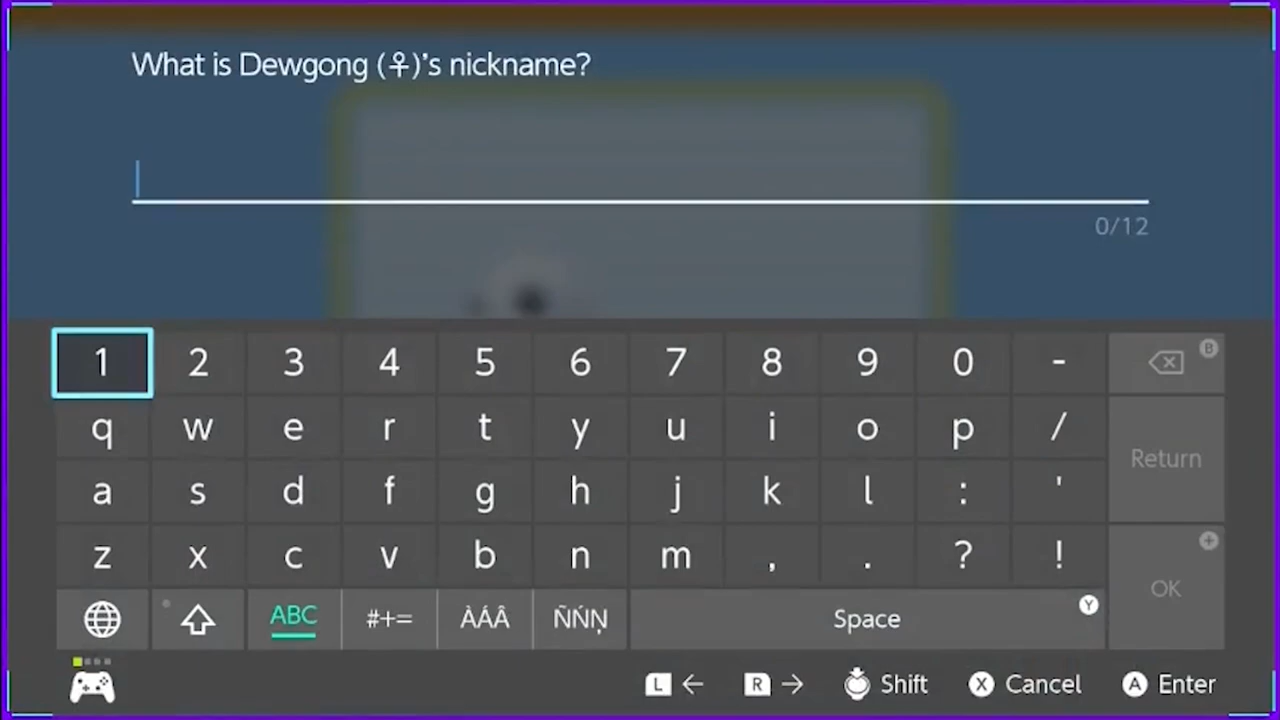 What is Dewgong (♀)'s nickname?
0/12
1 2 3 4 5 6 7 8 9 0 - B
q w e r t y u i o p /
Return
a s d f g h j k l : '
z x c v b n m , . ? ! +
OK
ABC #+= ÀÁÂ ÑŃŅ Space Y
L ← R → Shift X Cancel A Enter